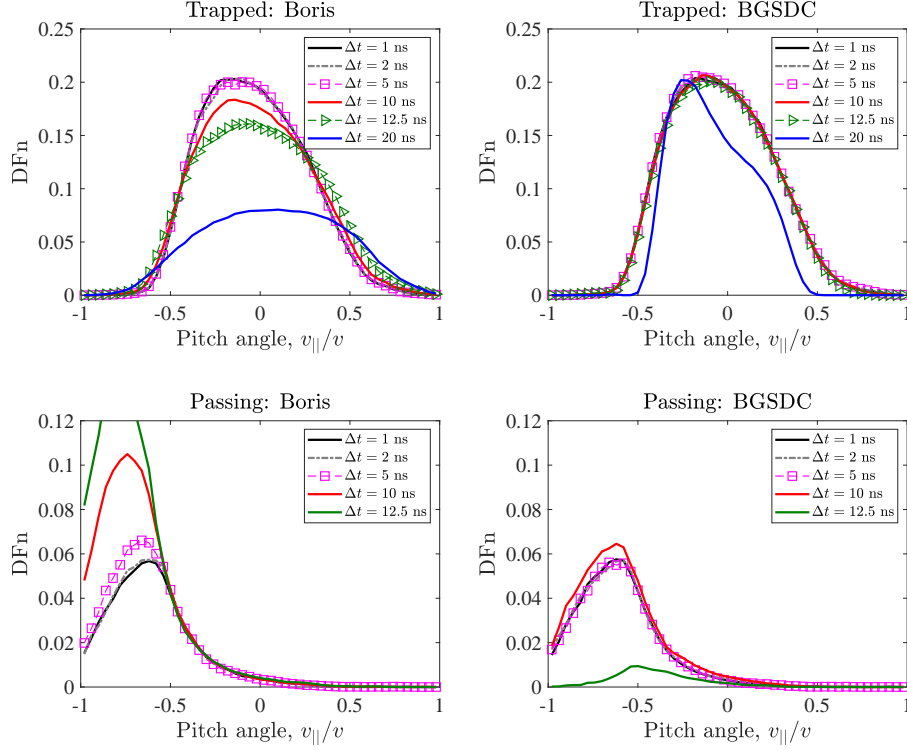 Trapped: Boris
0.25
0.2
0.15
0.1
0.05
0
DFn
-1
-0.5
0
0.5
1
Pitch angle, v||/v
Δt = 1 ns
Δt = 2 ns
Δt = 5 ns
Δt = 10 ns
Δt = 12.5 ns
Δt = 20 ns
Trapped: BGSDC
0.25
0.2
0.15
0.1
0.05
0
DFn
-1
-0.5
0
0.5
1
Pitch angle, v||/v
Δt = 1 ns
Δt = 2 ns
Δt = 5 ns
Δt = 10 ns
Δt = 12.5 ns
Δt = 20 ns
Passing: Boris
0.12
0.1
0.08
0.06
0.04
0.02
0
DFn
-1
-0.5
0
0.5
1
Pitch angle, v||/v
Δt = 1 ns
Δt = 2 ns
Δt = 5 ns
Δt = 10 ns
Δt = 12.5 ns
Passing: BGSDC
0.12
0.1
0.08
0.06
0.04
0.02
0
DFn
-1
-0.5
0
0.5
1
Pitch angle, v||/v
Δt = 1 ns
Δt = 2 ns
Δt = 5 ns
Δt = 10 ns
Δt = 12.5 ns